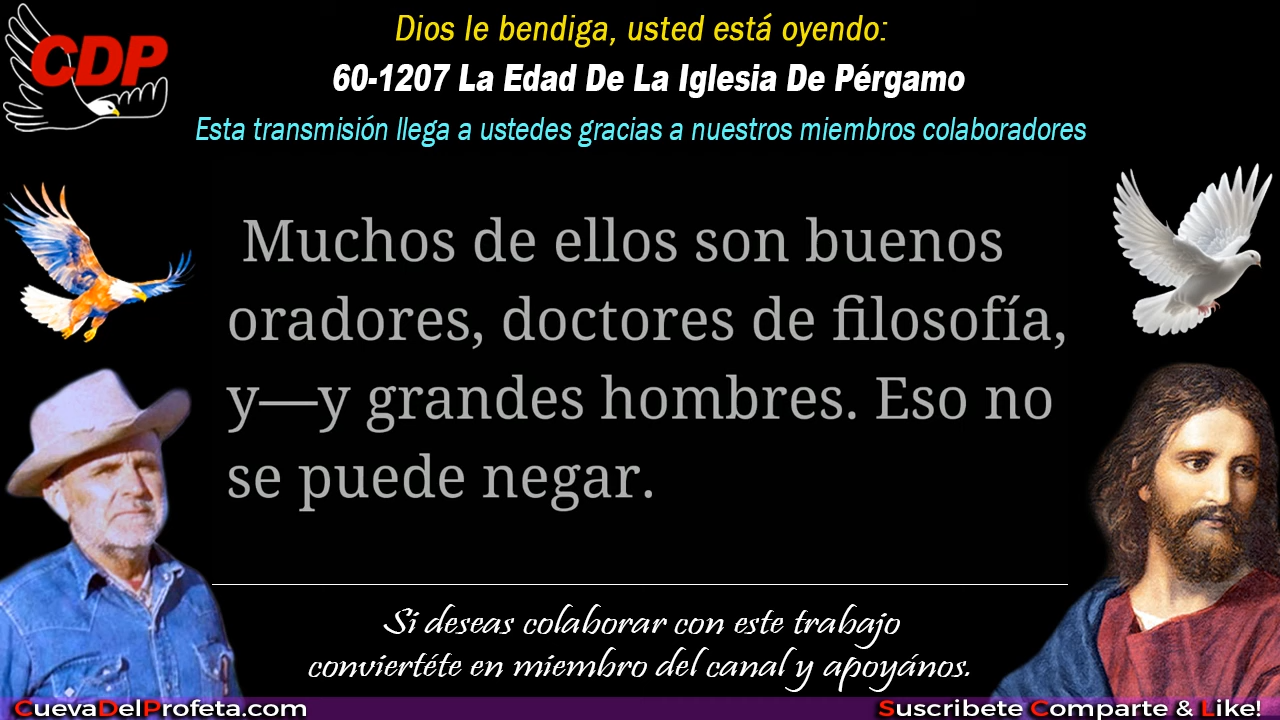 CDP
Dios le bendiga, usted está oyendo:
60-1207 La Edad De La Iglesia De Pérgamo
Esta transmisión llega a ustedes gracias a nuestros miembros colaboradores
Muchos de ellos son buenos
oradores, doctores de filosofía,
y—y grandes hombres. Eso no
se puede negar.
Si deseas colaborar con este trabajo
conviertéte en miembro del canal y apoyános.
CuevaDelProfeta.com
Suscribete Comparte & Like!